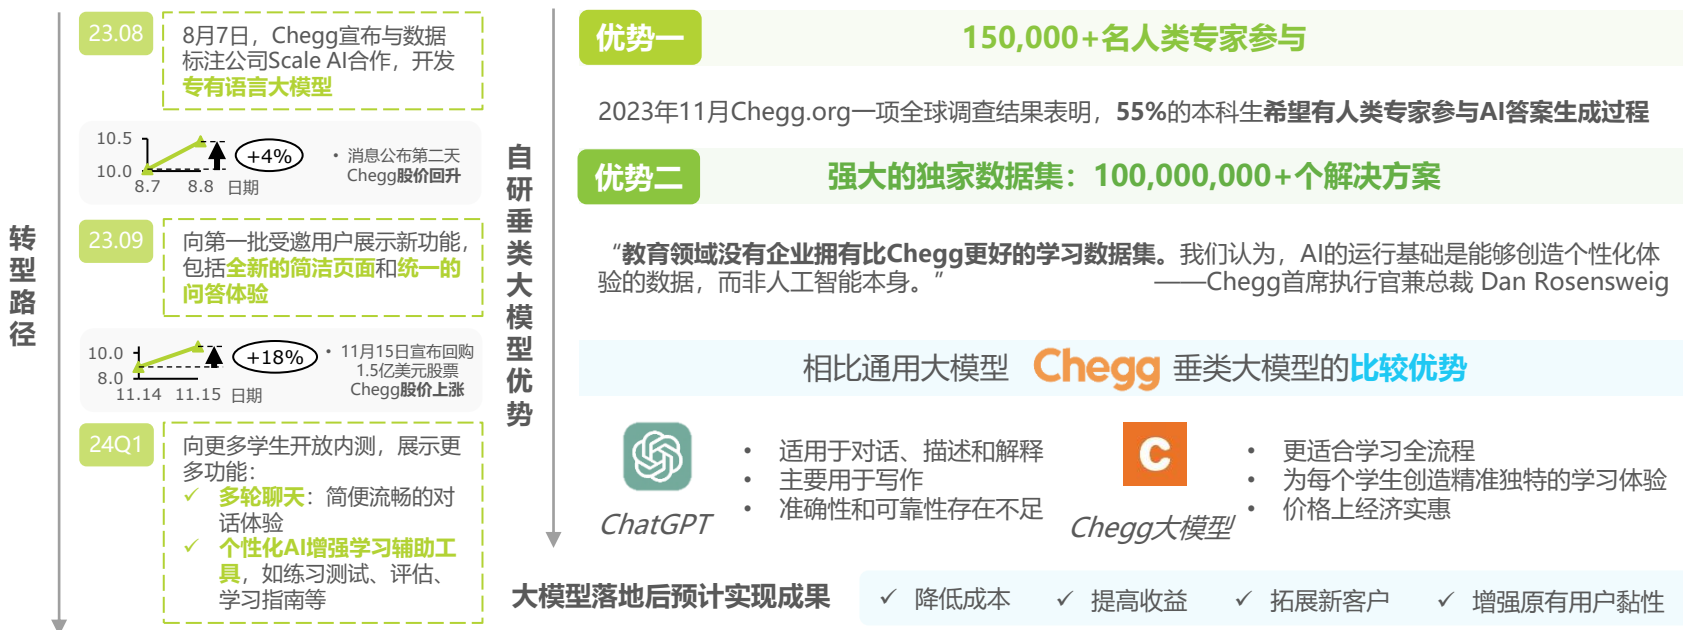 转型路径
23.08
8月7日，Chegg宣布与数据
标注公司Scale AI合作，开发
专有语言大模型
10.5
10.0
8.7
8.8
日期
+4%
• 消息公布第二天
Chegg股价回升
23.09
向第一批受邀用户展示新功能，
包括全新的简洁页面和统一的
问答体验
10.0
8.0
11.14
11.15
日期
+18%
• 11月15日宣布回购
1.5亿美元股票
Chegg股价上涨
24Q1
向更多学生开放内测，展示更
多功能：
✓ 多轮聊天：简便流畅的对
话体验
✓ 个性化AI增强学习辅助工
具，如练习测试、评估、
学习指南等
自研垂类大模型优势
优势一
150,000+名人类专家参与
2023年11月Chegg.org一项全球调查结果表明，55%的本科生希望有人类专家参与AI答案生成过程
优势二
强大的独家数据集：100,000,000+个解决方案
“教育领域没有企业拥有比Chegg更好的学习数据集。我们认为，AI的运行基础是能够创造个性化体
验的数据，而非人工智能本身。” ——Chegg首席执行官兼总裁 Dan Rosensweig
相比通用大模型 Chegg 垂类大模型的比较优势
ChatGPT
• 适用于对话、描述和解释
• 主要用于写作
• 准确性和可靠性存在不足
C
Chegg大模型
• 更适合学习全流程
• 为每个学生创造精准独特的学习体验
• 价格上经济实惠
大模型落地后预计实现成果
✓ 降低成本
✓ 提高收益
✓ 拓展新客户
✓ 增强原有用户黏性